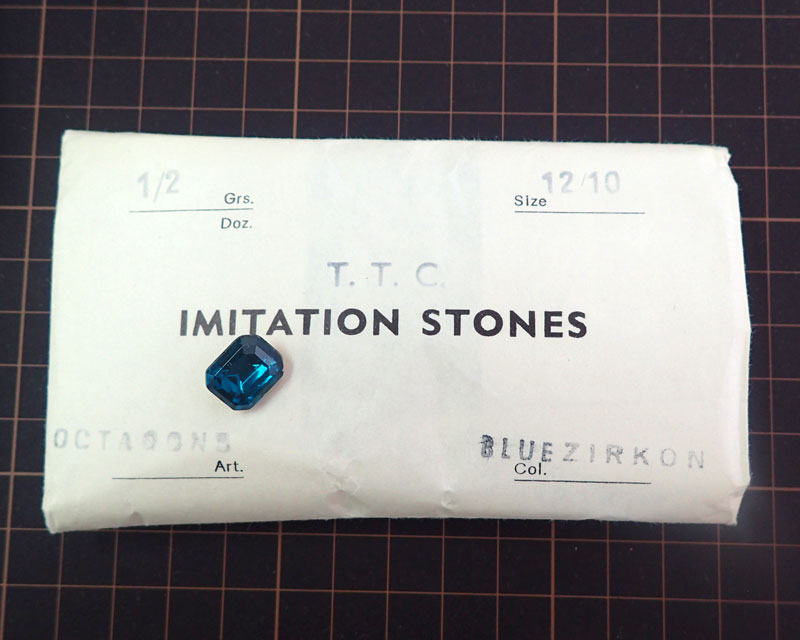 1/2 Grs.
Doz.
Size 12/10
T. T. C.
IMITATION STONES
OCTAGONS
Art.
BLUEZIRKON
Col.